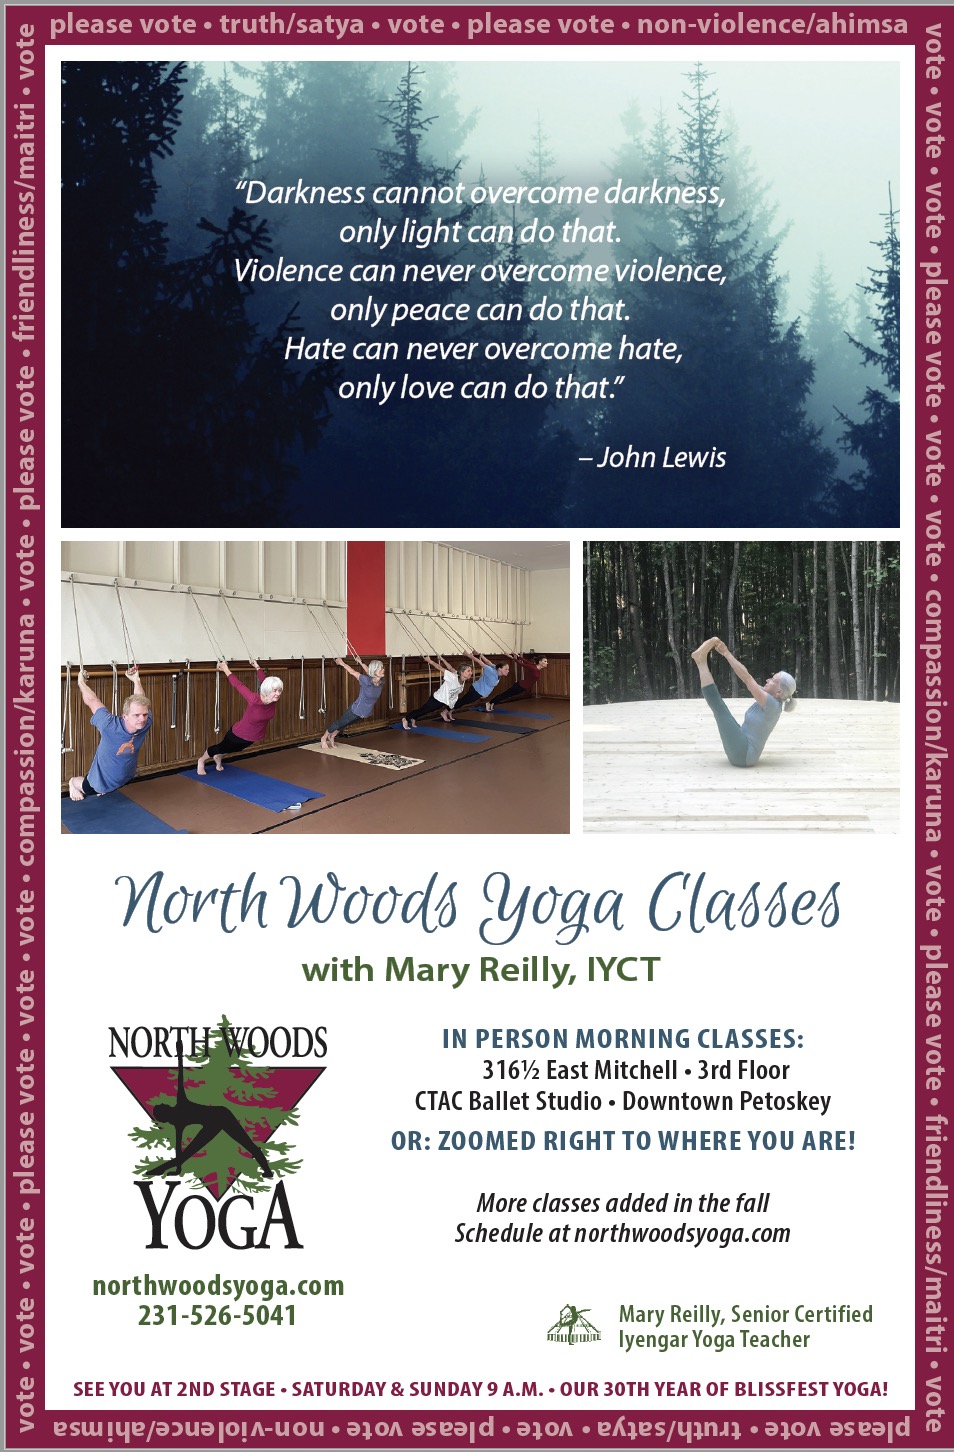 please vote • truth/satya • vote • please vote • non-violence/ahimsa
vote • vote • vote • please vote • vote • vote • compassion/karuna • vote • please vote • friendliness/maitri • vote
“Darkness cannot overcome darkness,
only light can do that.
Violence can never overcome violence,
only peace can do that.
Hate can never overcome hate,
only love can do that.”
– John Lewis
North Woods Yoga Classes
with Mary Reilly, IYCT
NORTH WOODS
YOGA
northwoodsyoga.com
231-526-5041
IN PERSON MORNING CLASSES:
316½ East Mitchell • 3rd Floor
CTAC Ballet Studio • Downtown Petoskey
OR: ZOOMED RIGHT TO WHERE YOU ARE!
More classes added in the fall
Schedule at northwoodsyoga.com
Mary Reilly, Senior Certified
Iyengar Yoga Teacher
SEE YOU AT 2ND STAGE • SATURDAY & SUNDAY 9 A.M. • OUR 30TH YEAR OF BLISSFEST YOGA!
please vote • truth/satya • vote • please vote • non-violence/ahimsa
vote • vote • vote • please vote • vote • compassion/karuna • vote • please vote • friendliness/maitri • vote